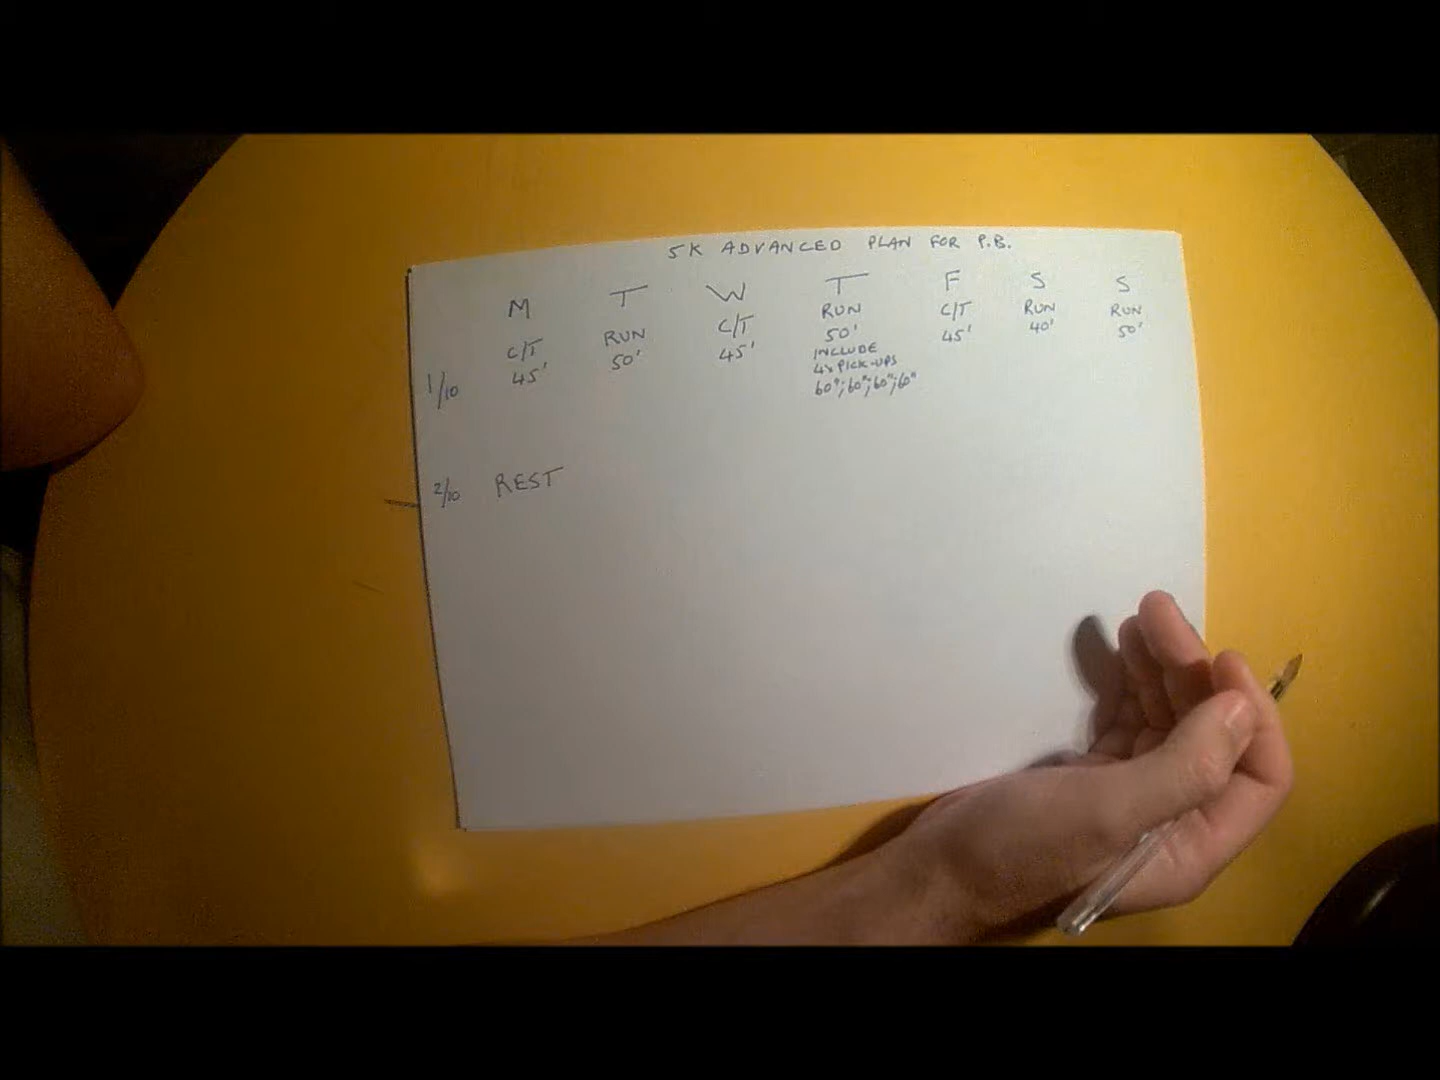 5K ADVANCED PLAN FOR P.B.
M T W T F S S
1/10
C/T
45'
RUN
50'
C/T
45'
RUN
50'
INCLUDE
4x PICK-UPS
60"; 60"; 60"; 60"
C/T
45'
RUN
40'
RUN
50'
2/10 REST